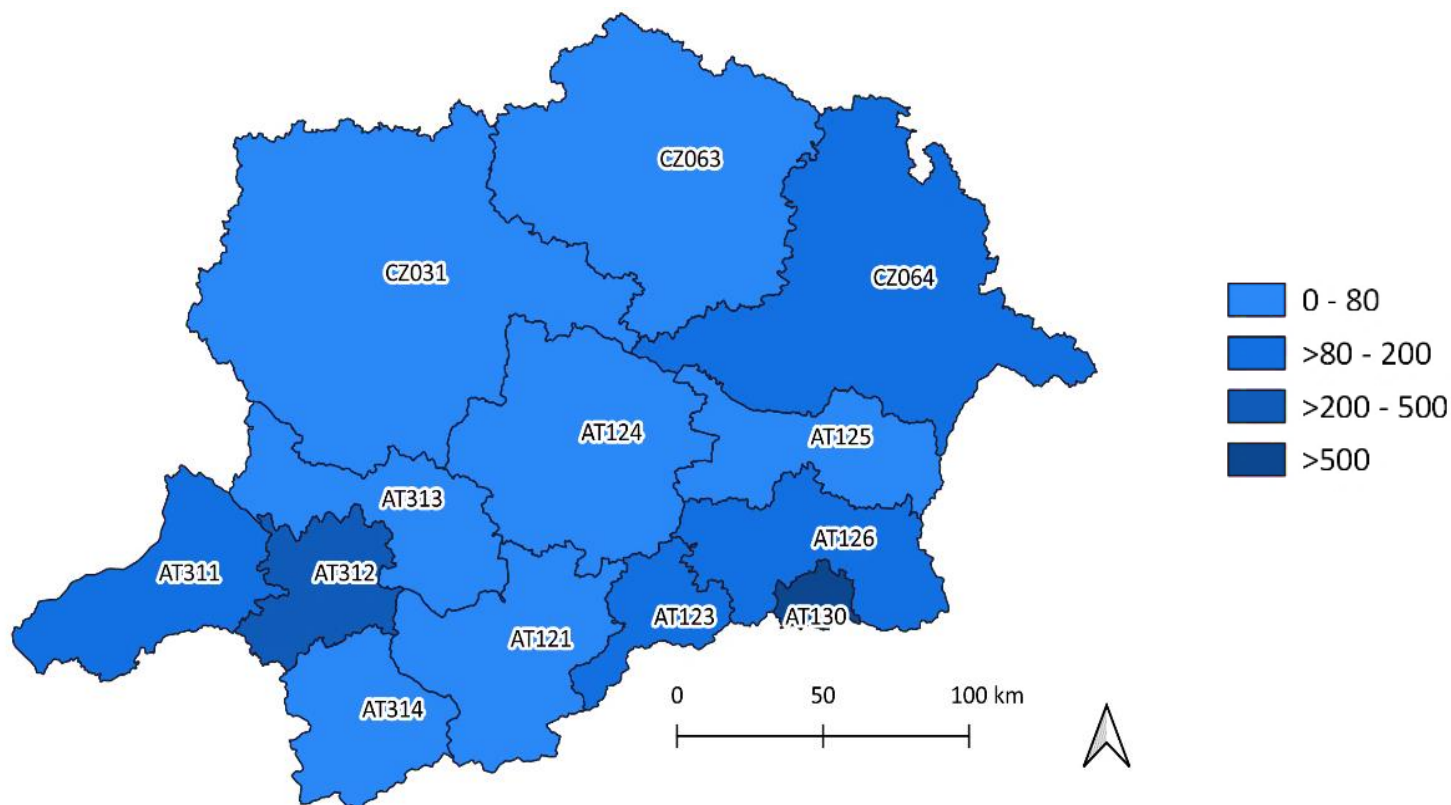 CZ063
CZ031
CZ064
AT124
AT125
AT313
AT126
AT311
AT312
AT130
AT123
AT121
AT314
0 50 100 km
0 - 80
>80 - 200
>200 - 500
>500